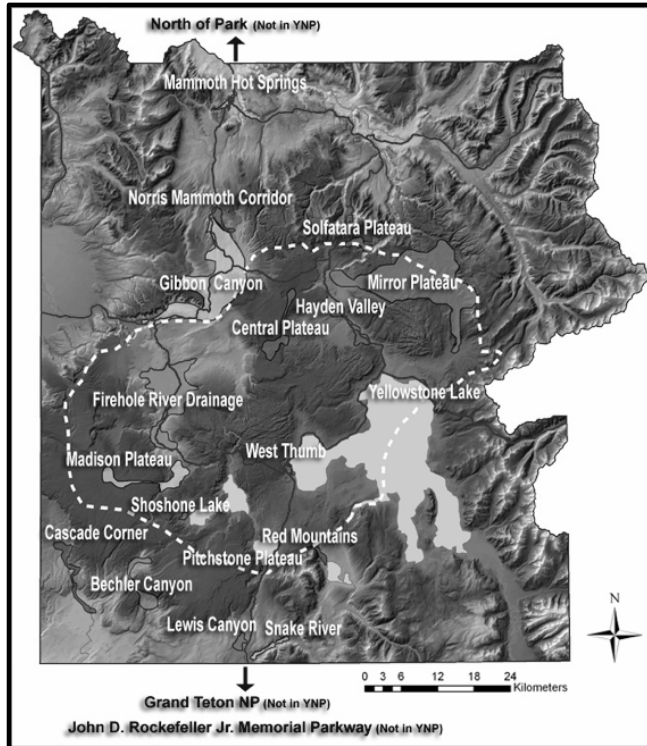 North of Park (Not in YNP)
Mammoth Hot Springs
Norris Mammoth Corridor
Solfatara Plateau
Gibbon Canyon
Mirror Plateau
Hayden Valley
Central Plateau
Firehole River Drainage
Yellowstone Lake
West Thumb
Madison Plateau
Shoshone Lake
Cascade Corner
Red Mountains
Pitchstone Plateau
Bechler Canyon
Lewis Canyon
Snake River
N
0 3 6 12 18 24
Kilometers
Grand Teton NP (Not in YNP)
John D. Rockefeller Jr. Memorial Parkway (Not in YNP)